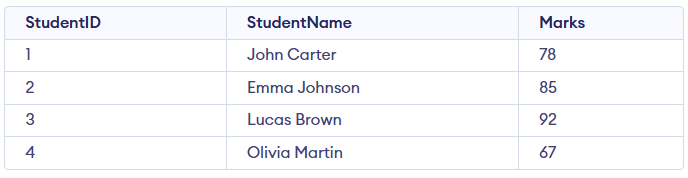 StudentID StudentName Marks
1 John Carter 78
2 Emma Johnson 85
3 Lucas Brown 92
4 Olivia Martin 67